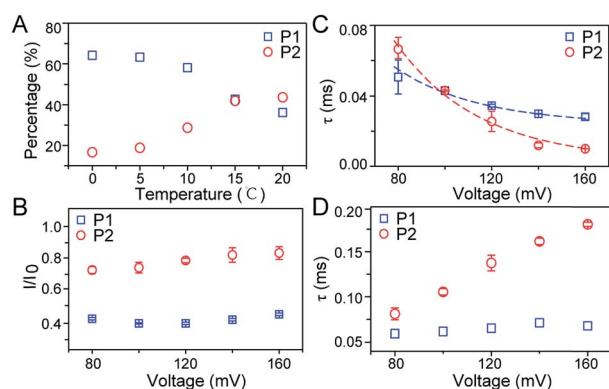 A
P1
P2
Percentage (%)
80
60
40
20
0
5
10
15
20
Temperature (℃)
B
P1
P2
I/I0
1.0
0.8
0.6
0.4
80
100
120
140
160
Voltage (mV)
C
P1
P2
τ (ms)
0.08
0.04
0.00
80
100
120
140
160
Voltage (mV)
D
P1
P2
τ (ms)
0.20
0.15
0.10
0.05
80
120
160
Voltage (mV)